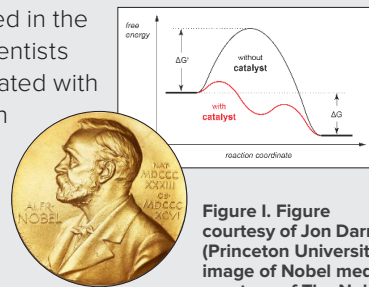 ed in the
entists
ated with
free
energy
ΔG'
without
catalyst
with
catalyst
ΔG
reaction coordinate
ALFR·
NOBEL
NAT·
MDCCC
XXXIII
OB·
MDCCC
XCVI
Figure I. Figure
courtesy of Jon Darr
(Princeton Universit
image of Nobel med